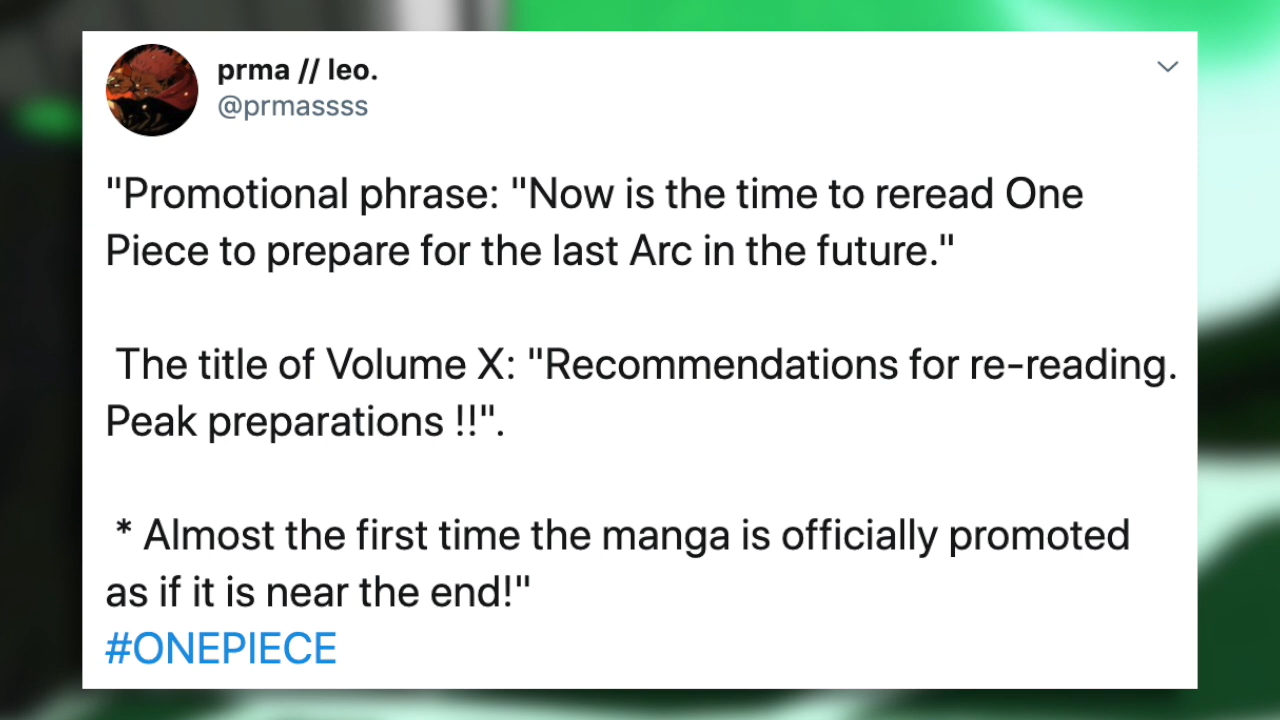 prma // leo.
@prmassss
"Promotional phrase: "Now is the time to reread One
Piece to prepare for the last Arc in the future."
The title of Volume X: "Recommendations for re-reading.
Peak preparations !!".
* Almost the first time the manga is officially promoted
as if it is near the end!"
#ONEPIECE